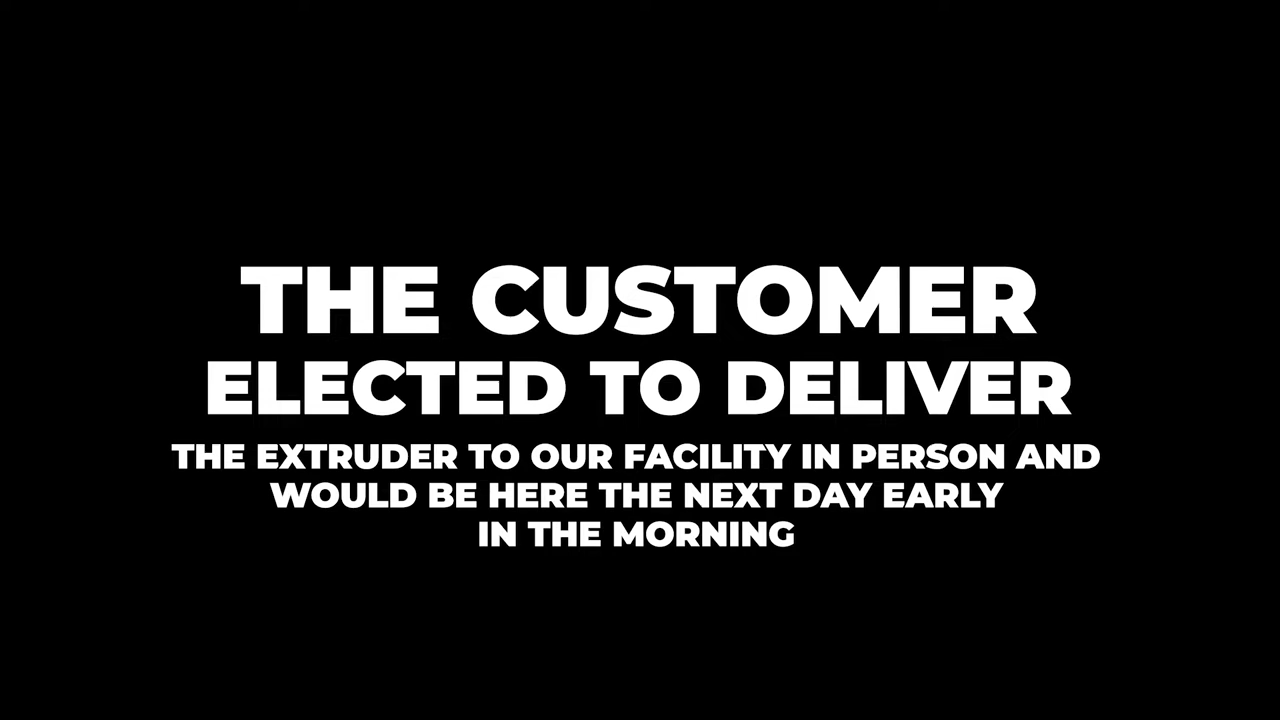 THE CUSTOMER
ELECTED TO DELIVER
THE EXTRUDER TO OUR FACILITY IN PERSON AND
WOULD BE HERE THE NEXT DAY EARLY
IN THE MORNING